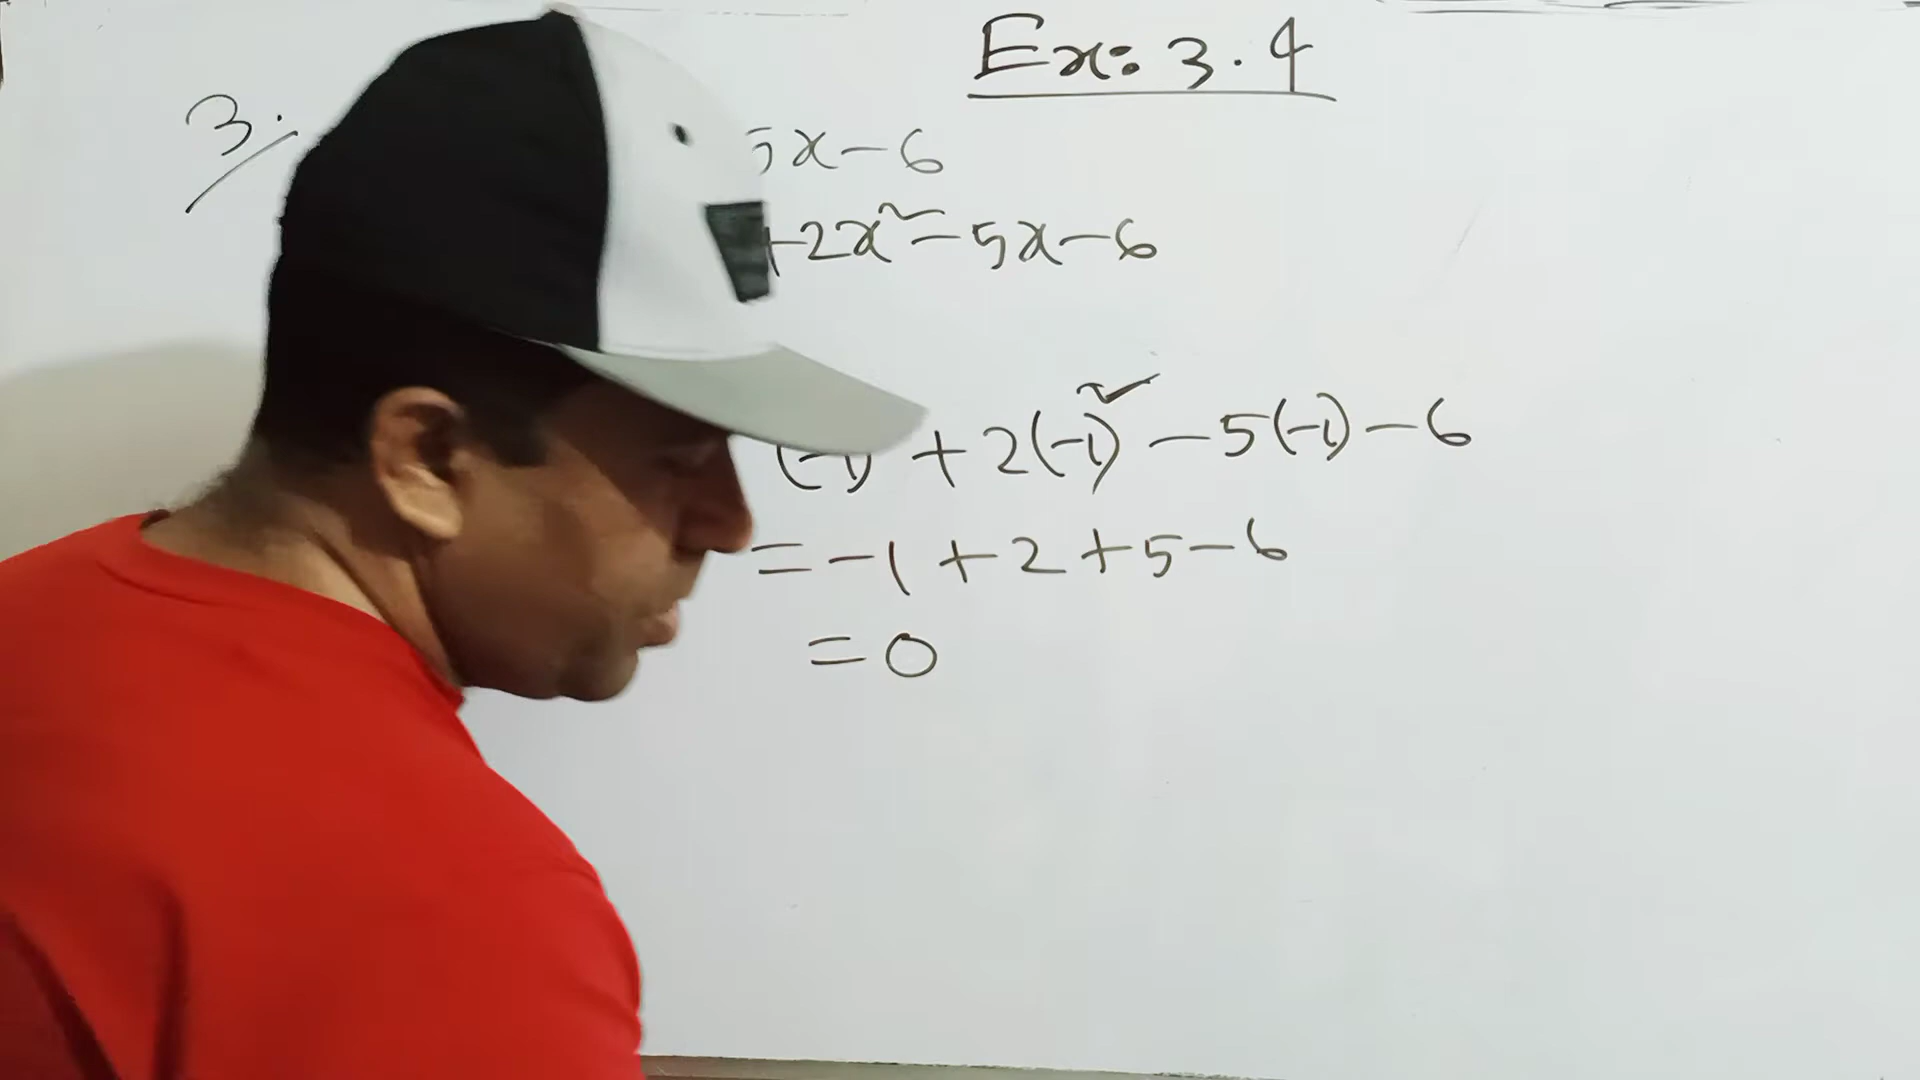 Ex: 3.4
3.
5x-6
+2x²-5x-6
(-1) + 2(-1)² - 5(-1) - 6
= -1 + 2 + 5 - 6
= 0